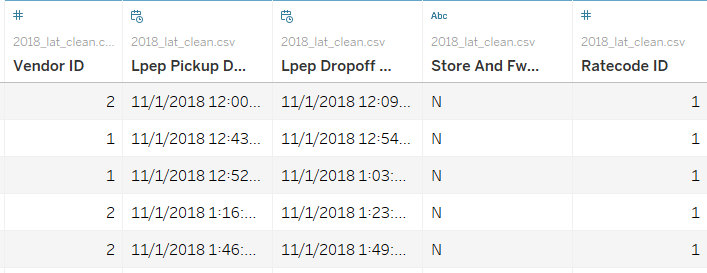 # Abc #
2018_lat_clean.c... 2018_lat_clean.csv 2018_lat_clean.csv 2018_lat_clean.csv 2018_lat_clean.csv
Vendor ID Lpep Pickup D... Lpep Dropoff ... Store And Fw... Ratecode ID
2 11/1/2018 12:00... 11/1/2018 12:09... N 1
1 11/1/2018 12:43... 11/1/2018 12:54... N 1
1 11/1/2018 12:52... 11/1/2018 1:03:... N 1
2 11/1/2018 1:16:... 11/1/2018 1:23:... N 1
2 11/1/2018 1:46:... 11/1/2018 1:49:... N 1